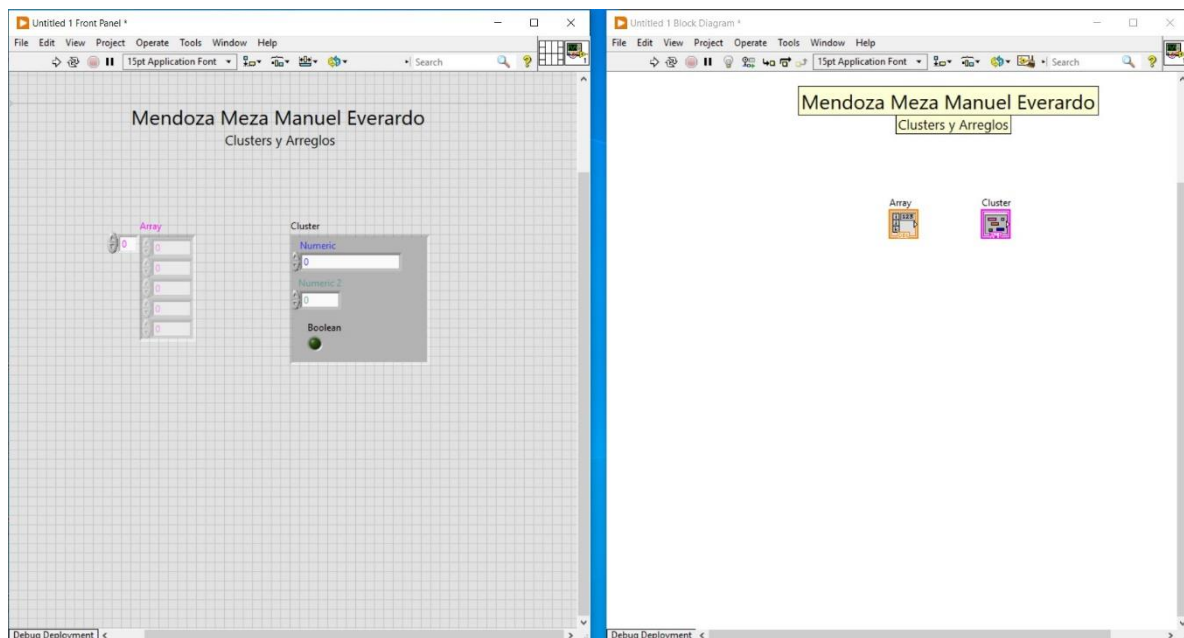 Untitled 1 Front Panel *
File Edit View Project Operate Tools Window Help
15pt Application Font
Search
Mendoza Meza Manuel Everardo
Clusters y Arreglos
Array
0
0
0
0
0
0
Cluster
Numeric
0
Numeric 2
0
Boolean
Debug Deployment
Untitled 1 Block Diagram *
File Edit View Project Operate Tools Window Help
15pt Application Font
Search
Mendoza Meza Manuel Everardo
Clusters y Arreglos
Array
Cluster
Debug Deployment